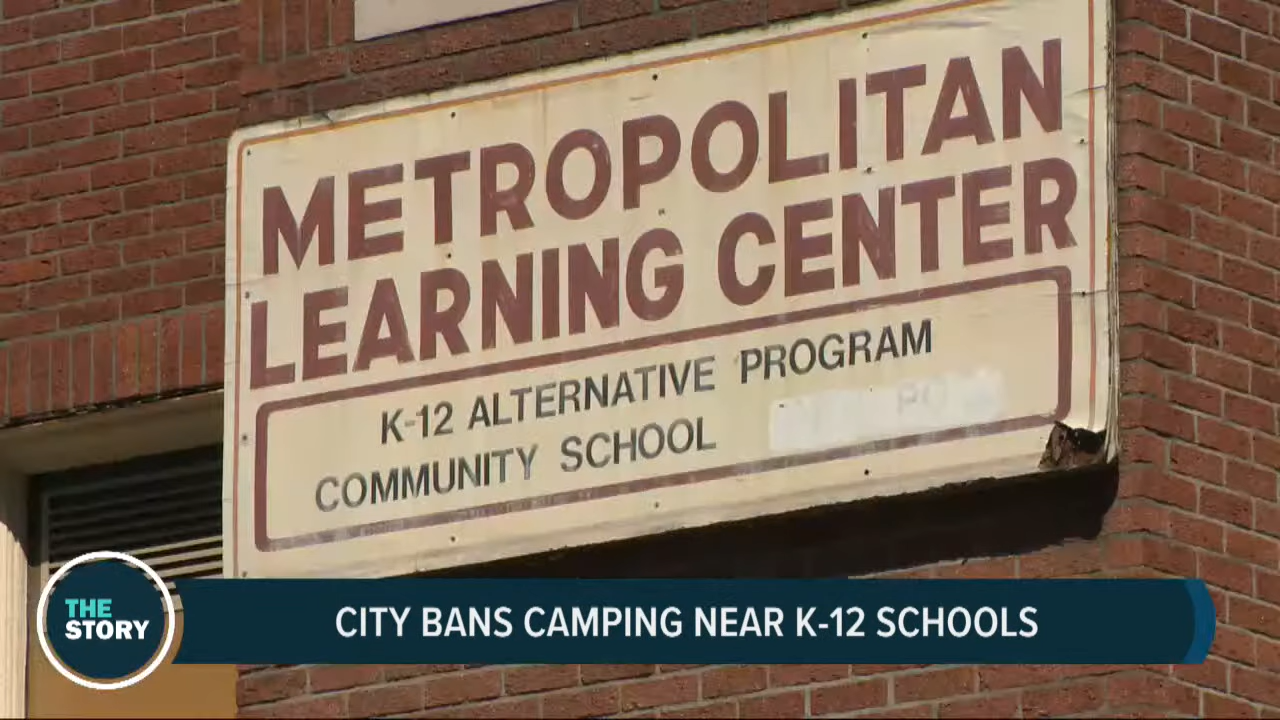 METROPOLITAN
LEARNING CENTER
K-12 ALTERNATIVE PROGRAM
COMMUNITY SCHOOL
THE
STORY
CITY BANS CAMPING NEAR K-12 SCHOOLS